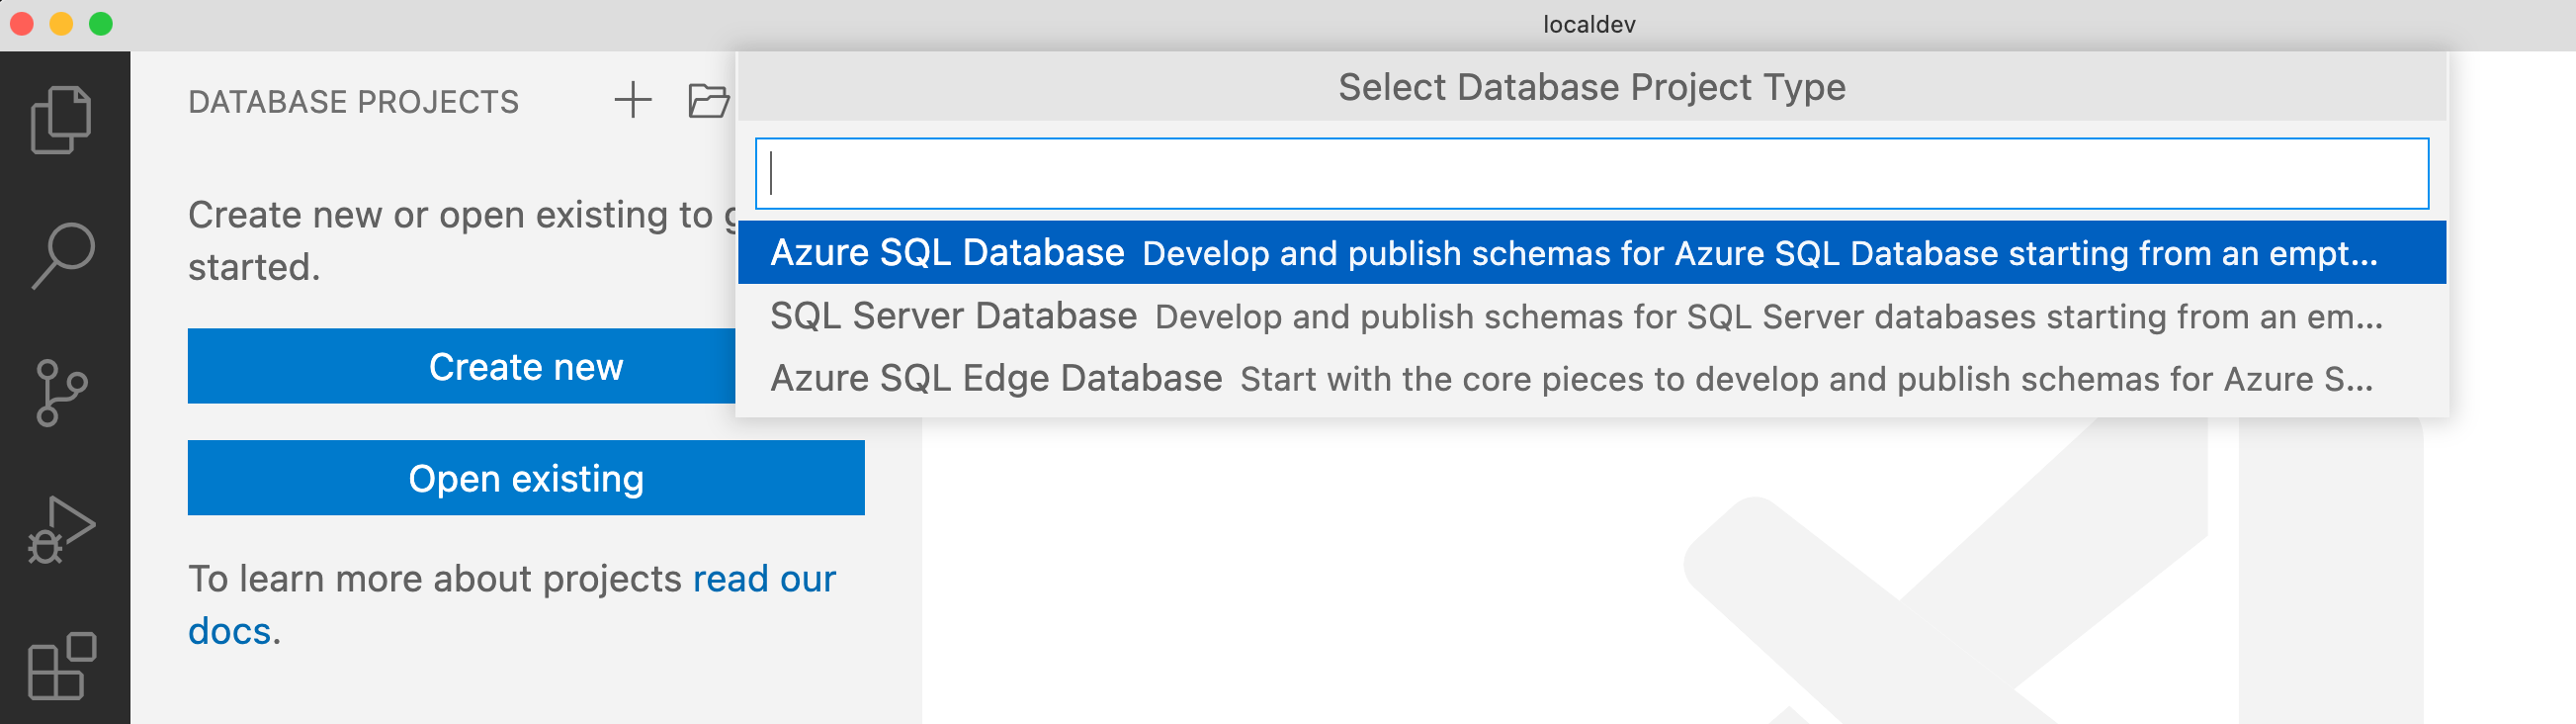 localdev
DATABASE PROJECTS
Create new or open existing to
started.
Create new
Open existing
To learn more about projects read our
docs.
Select Database Project Type
Azure SQL Database Develop and publish schemas for Azure SQL Database starting from an empt...
SQL Server Database Develop and publish schemas for SQL Server databases starting from an em...
Azure SQL Edge Database Start with the core pieces to develop and publish schemas for Azure S...